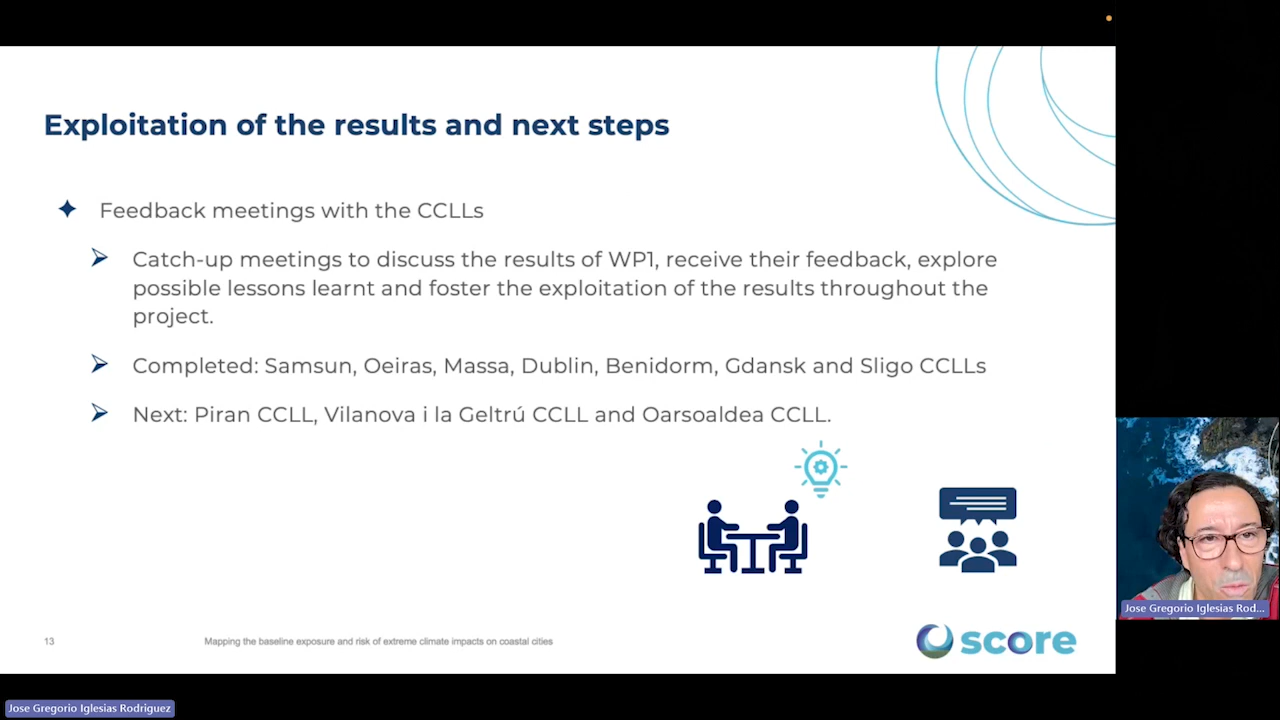 Exploitation of the results and next steps
Feedback meetings with the CCLLs
Catch-up meetings to discuss the results of WP1, receive their feedback, explore
possible lessons learnt and foster the exploitation of the results throughout the
project.
Completed: Samsun, Oeiras, Massa, Dublin, Benidorm, Gdansk and Sligo CCLLs
Next: Piran CCLL, Vilanova i la Geltrú CCLL and Oarsoaldea CCLL.
Jose Gregorio Iglesias Rod...
13
Mapping the baseline exposure and risk of extreme climate impacts on coastal cities
score
Jose Gregorio Iglesias Rodriguez